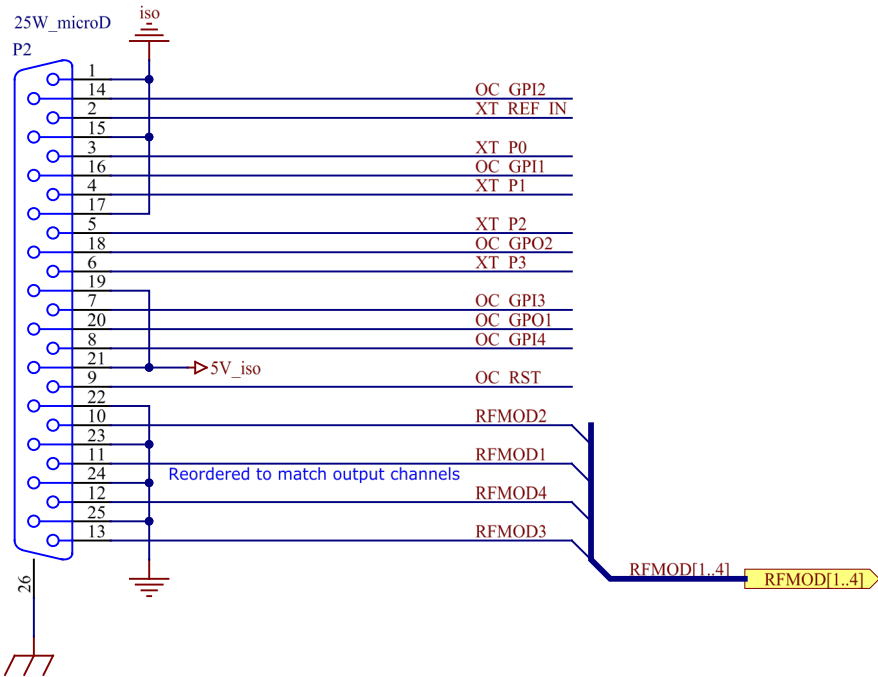 iso
25W_microD
P2
1
14 OC_GPI2
2 XT_REF_IN
15
3 XT_P0
16 OC_GPI1
4 XT_P1
17
5 XT_P2
18 OC_GPO2
6 XT_P3
19
7 OC_GPI3
20 OC_GPO1
8 OC_GPI4
21 5V_iso
9 OC_RST
22
10 RFMOD2
23
11 RFMOD1
24 Reordered to match output channels
12 RFMOD4
25
13 RFMOD3
26
RFMOD[1..4] RFMOD[1..4]